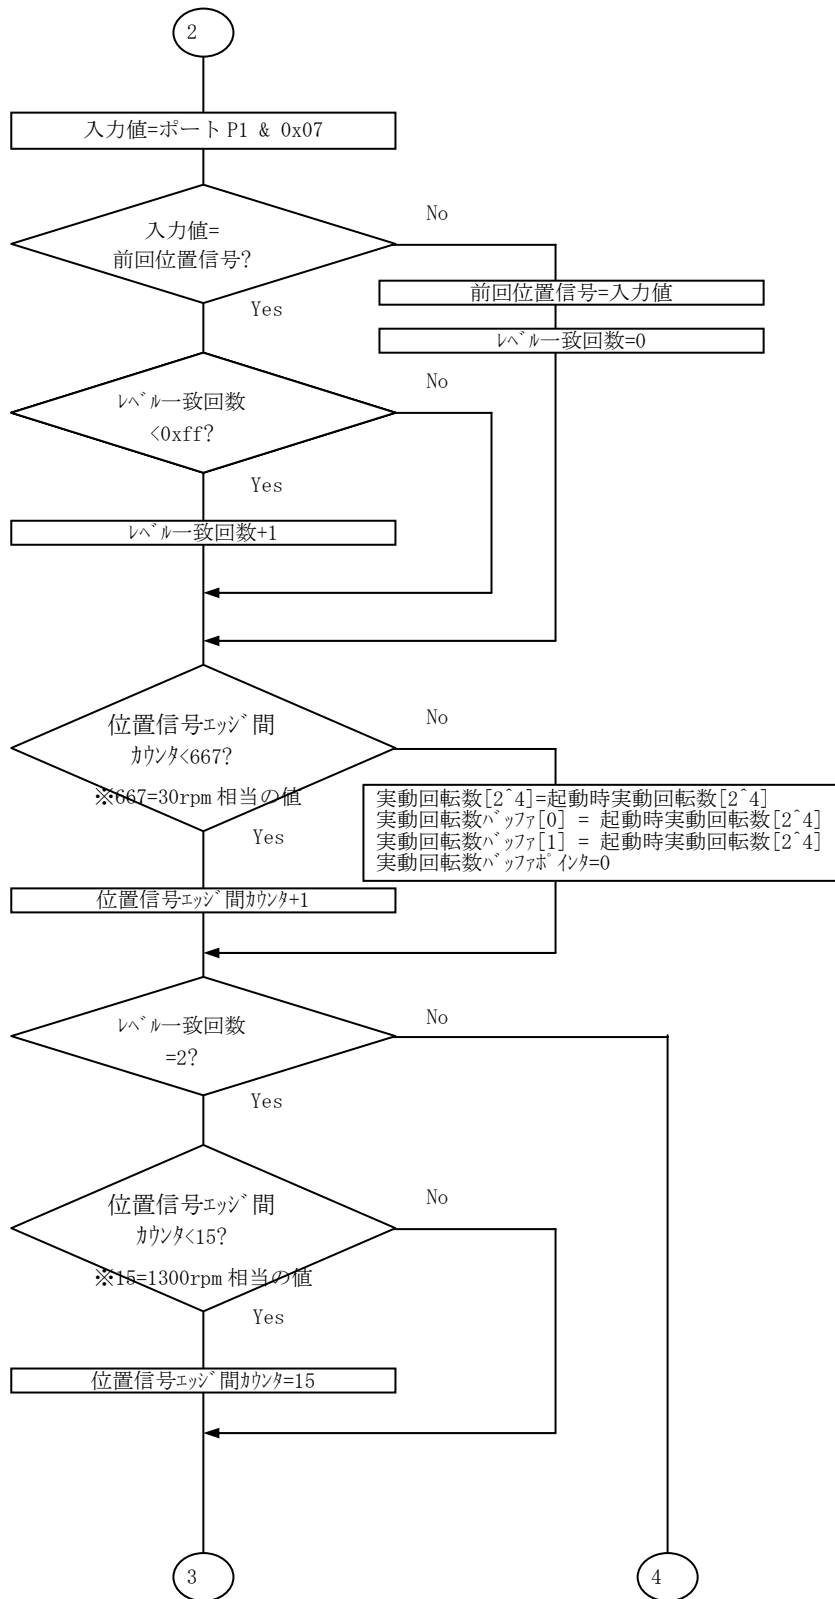 2
入力値=ポート P1 & 0x07
入力値=
前回位置信号?
No
Yes
前回位置信号=入力値
ﾚﾍﾞﾙ一致回数=0
ﾚﾍﾞﾙ一致回数
<0xff?
No
Yes
ﾚﾍﾞﾙ一致回数+1
位置信号ｴｯｼﾞ間
ｶｳﾝﾀ<667?
※667=30rpm 相当の値
No
Yes
実動回転数[2^4]=起動時実動回転数[2^4]
実動回転数ﾊﾞｯﾌｧ[0] = 起動時実動回転数[2^4]
実動回転数ﾊﾞｯﾌｧ[1] = 起動時実動回転数[2^4]
実動回転数ﾊﾞｯﾌｧﾎﾟｲﾝﾀ=0
位置信号ｴｯｼﾞ間ｶｳﾝﾀ+1
ﾚﾍﾞﾙ一致回数
=2?
No
Yes
位置信号ｴｯｼﾞ間
ｶｳﾝﾀ<15?
※15=1300rpm 相当の値
No
Yes
位置信号ｴｯｼﾞ間ｶｳﾝﾀ=15
3
4